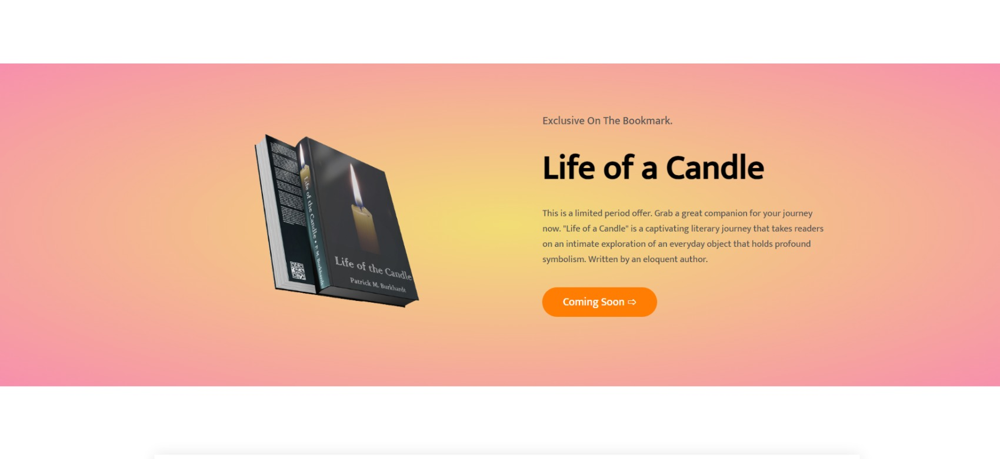 Exclusive On The Bookmark.
Life of a Candle
This is a limited period offer. Grab a great companion for your journey
now. "Life of a Candle" is a captivating literary journey that takes readers
on an intimate exploration of an everyday object that holds profound
symbolism. Written by an eloquent author.
Coming Soon ⇨
Life of the Candle • P. M. Burkhardt
Life of the Candle
Patrick M. Burkhardt